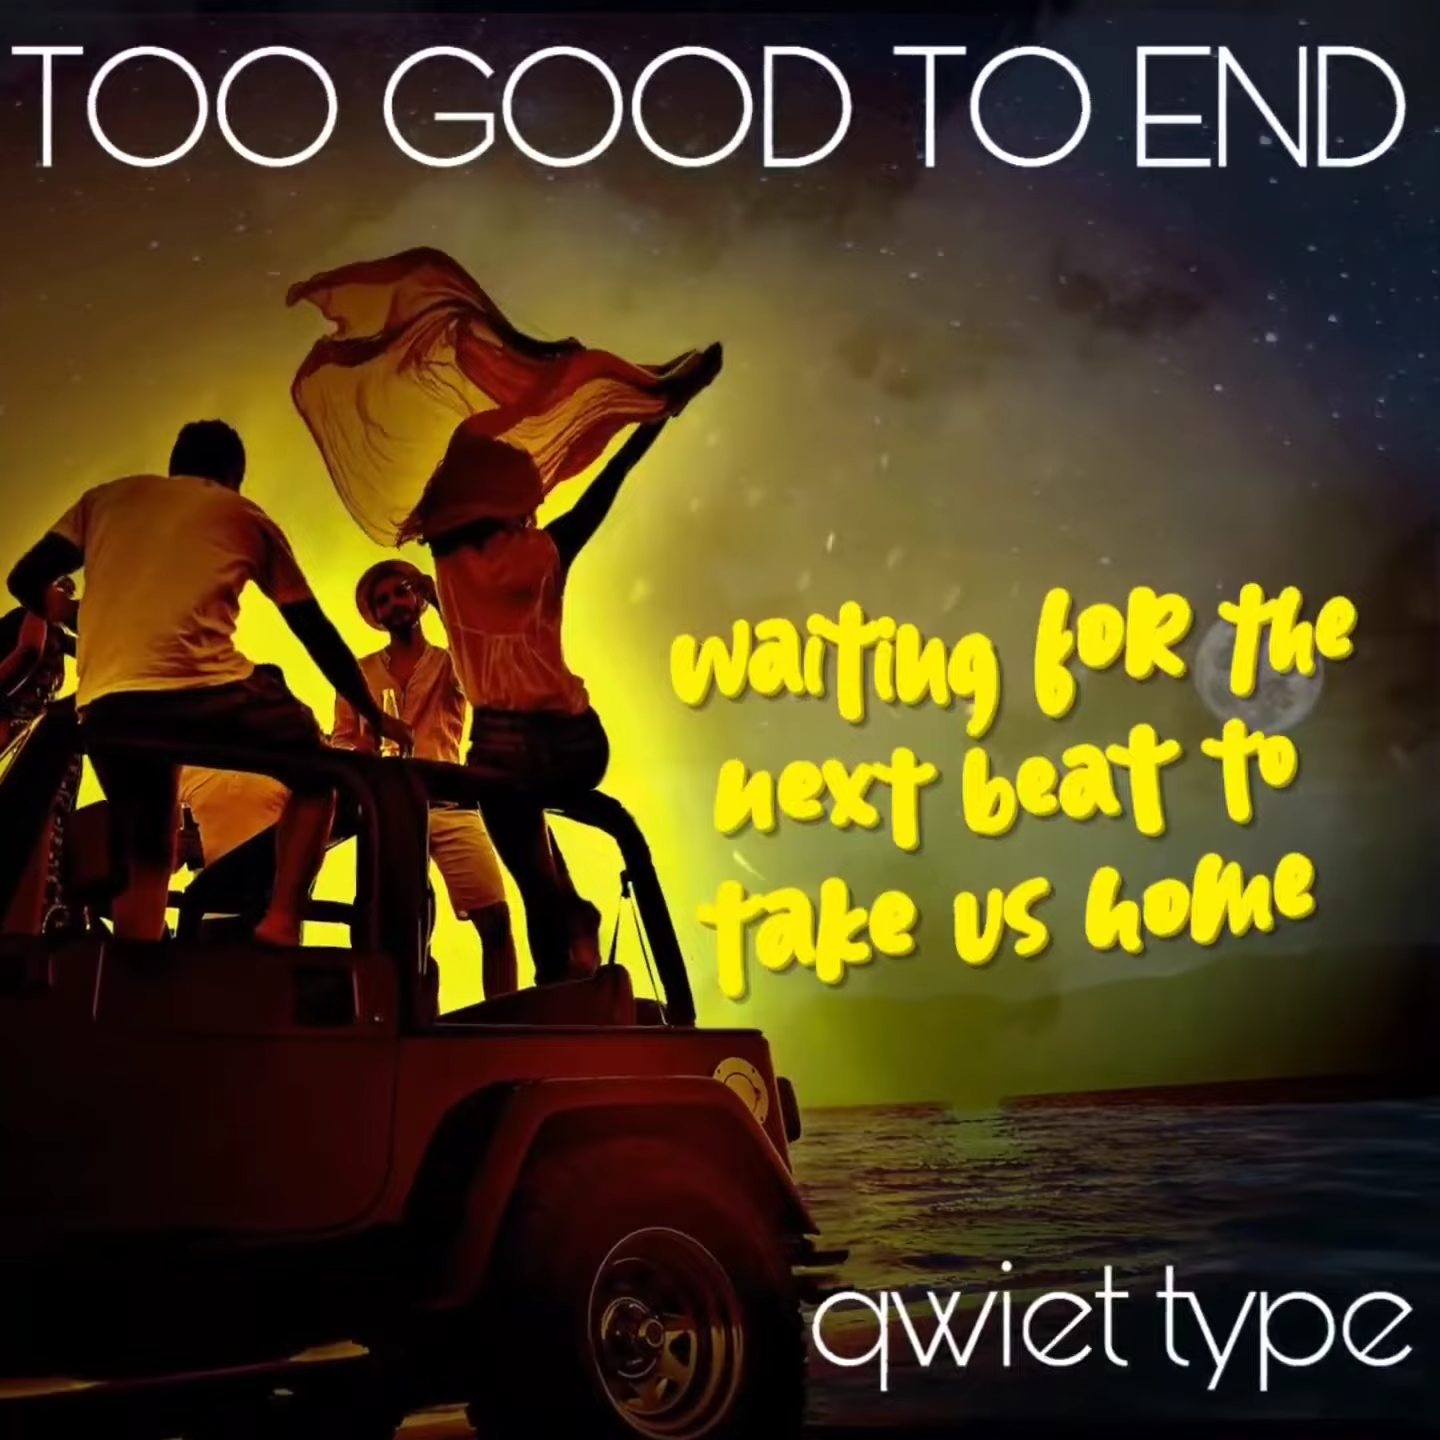 TOO GOOD TO END
waiting for the
next beat to
take us home
qwiet type